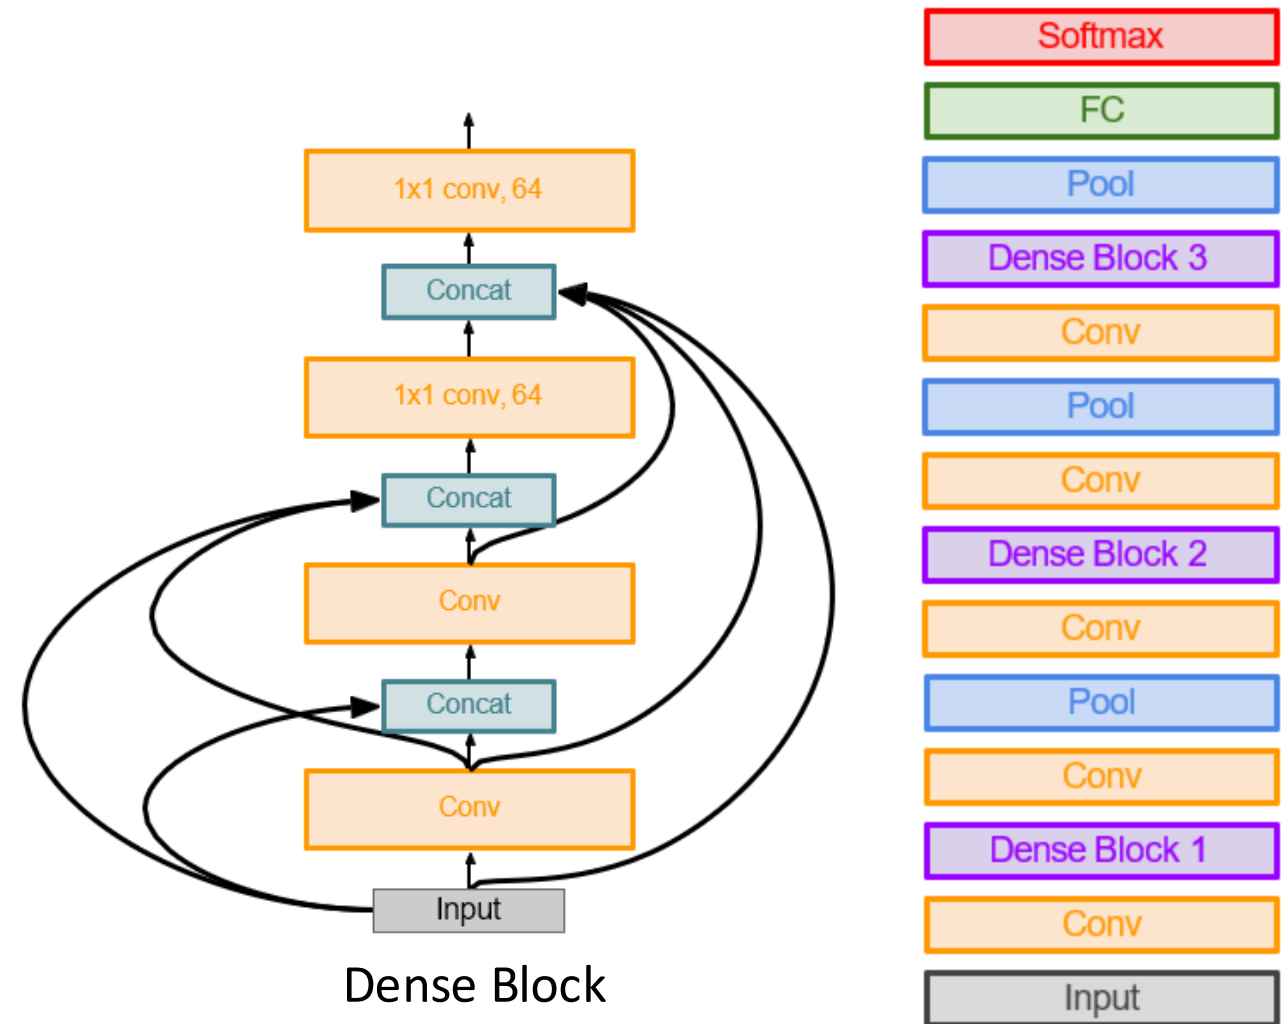 1x1 conv, 64
Concat
1x1 conv, 64
Concat
Conv
Concat
Conv
Input
Dense Block
Softmax
FC
Pool
Dense Block 3
Conv
Pool
Conv
Dense Block 2
Conv
Pool
Conv
Dense Block 1
Conv
Input